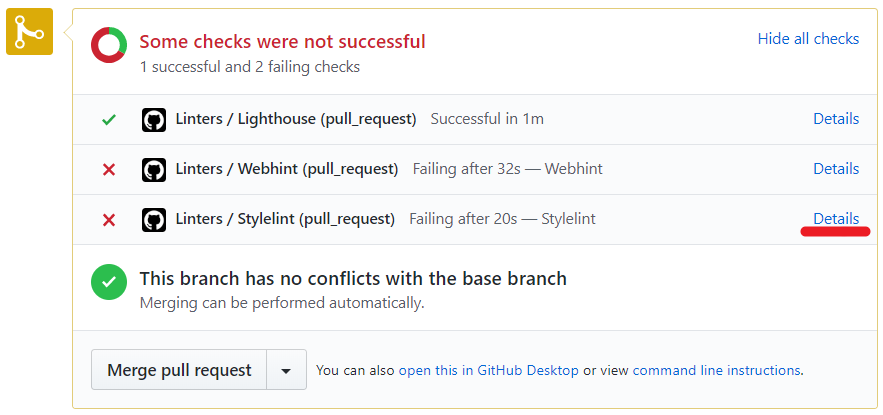 Some checks were not successful
Hide all checks
1 successful and 2 failing checks
Linters / Lighthouse (pull_request) Successful in 1m Details
Linters / Webhint (pull_request) Failing after 32s — Webhint Details
Linters / Stylelint (pull_request) Failing after 20s — Stylelint Details
This branch has no conflicts with the base branch
Merging can be performed automatically.
Merge pull request You can also open this in GitHub Desktop or view command line instructions.